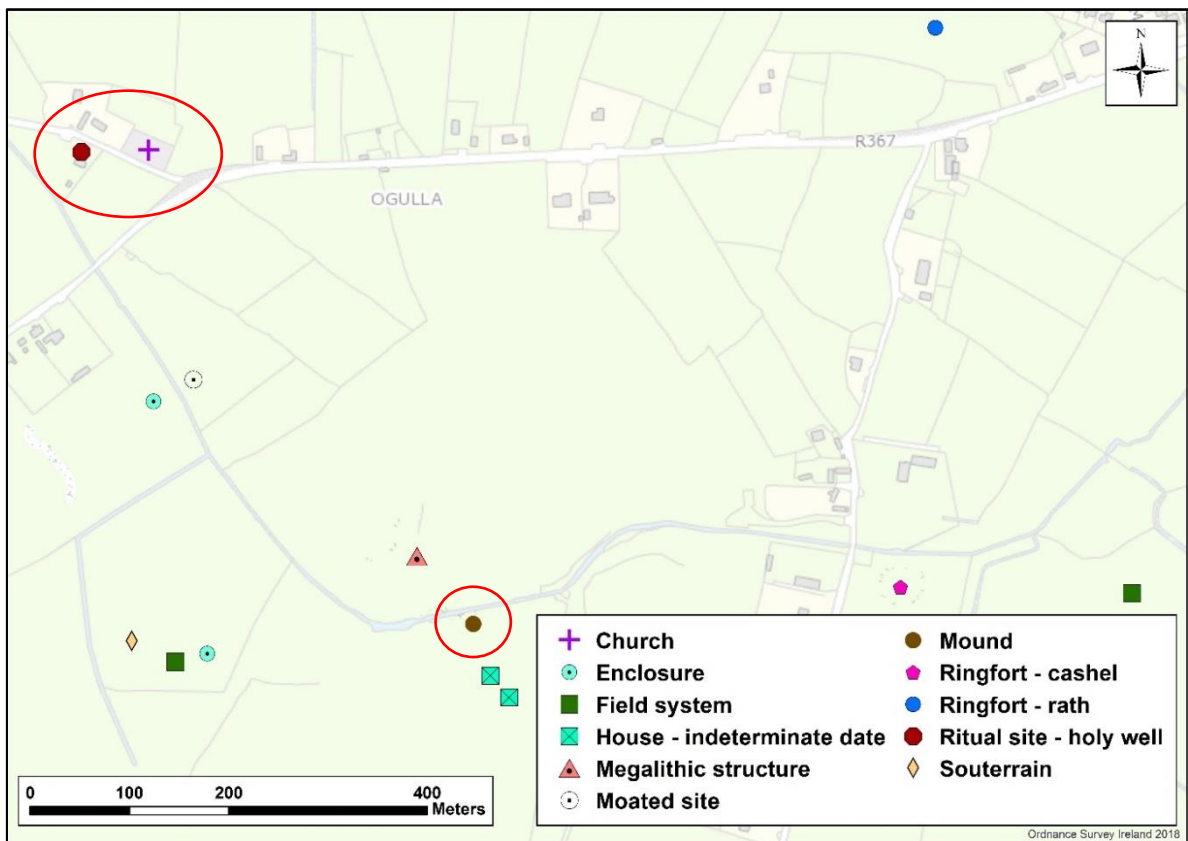 N
R367
OGULLA
Church
Enclosure
Field system
House - indeterminate date
Megalithic structure
Moated site
Mound
Ringfort - cashel
Ringfort - rath
Ritual site - holy well
Souterrain
0 100 200 400
Meters
Ordnance Survey Ireland 2018